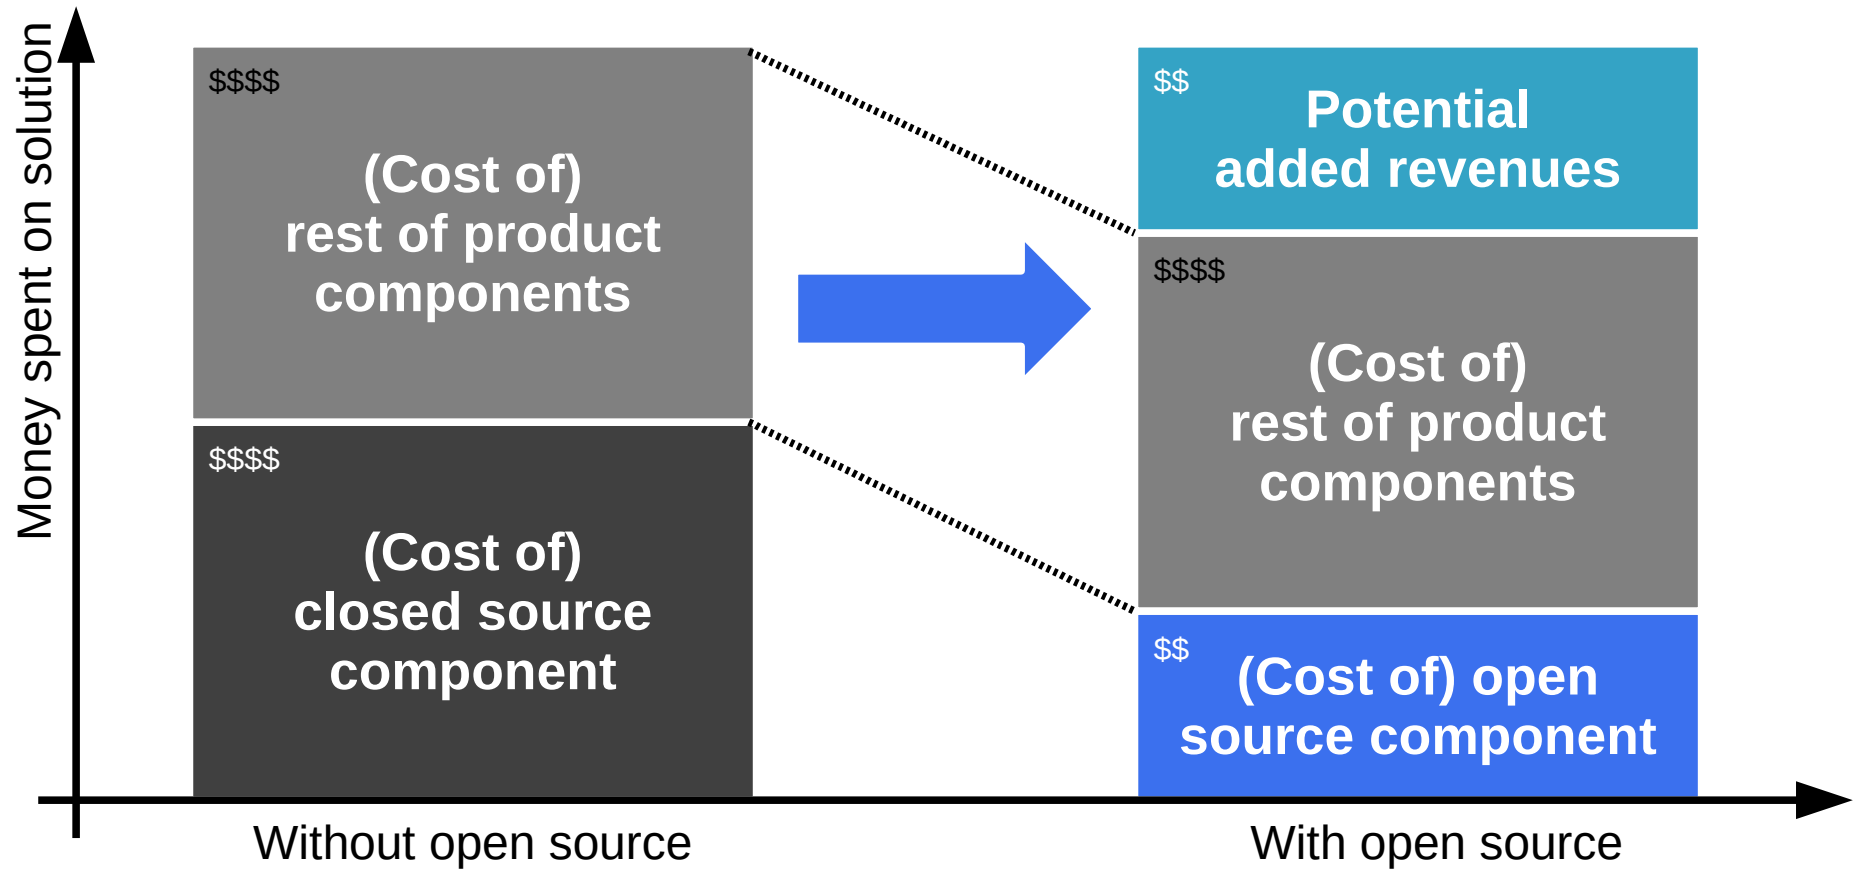 Money spent on solution
$$$$
(Cost of)
rest of product
components
$$$$
(Cost of)
closed source
component
$$
Potential
added revenues
$$$$
(Cost of)
rest of product
components
$$
(Cost of) open
source component
Without open source
With open source